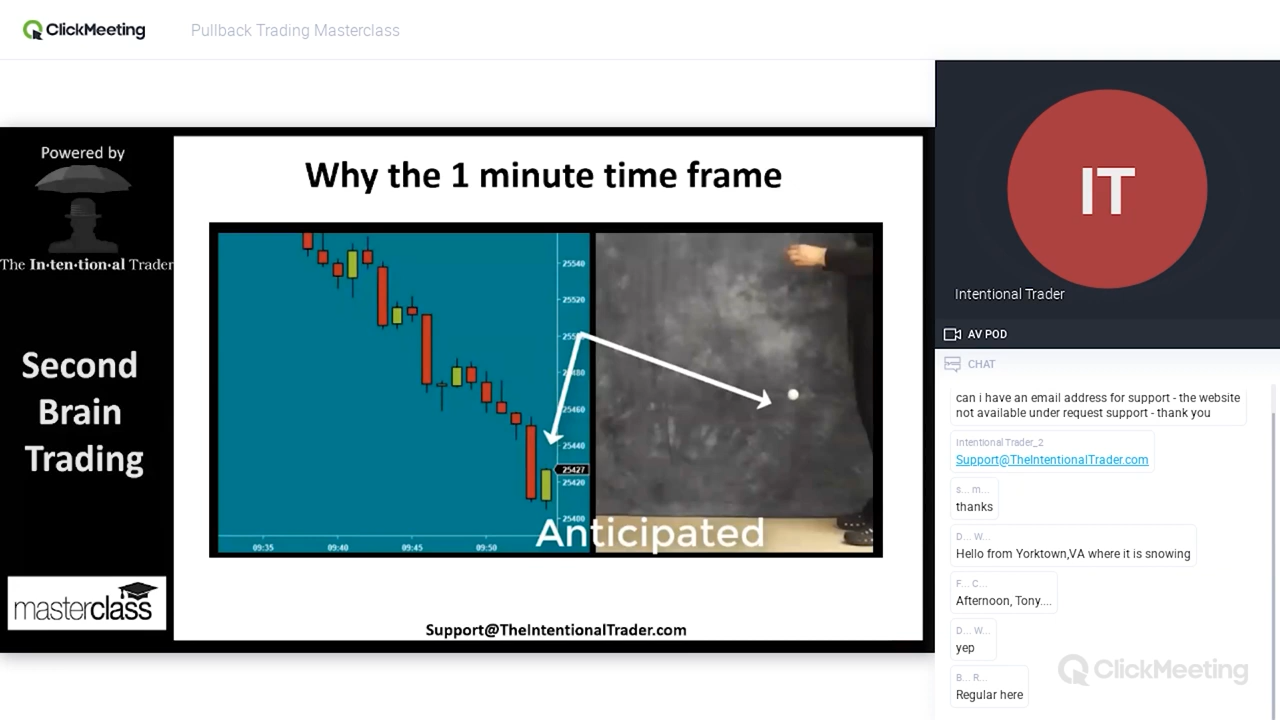 ClickMeeting
Pullback Trading Masterclass
Powered by
The In·ten·tion·al Trader
Second
Brain
Trading
masterclass
Why the 1 minute time frame
25540
25520
25480
25460
25440
25427
25420
25400
09:35
09:40
09:45
09:50
Anticipated
Support@TheIntentionalTrader.com
IT
Intentional Trader
AV POD
CHAT
can i have an email address for support - the website
not available under request support - thank you
Intentional Trader_2
Support@TheIntentionalTrader.com
s... m...
thanks
D... W...
Hello from Yorktown,VA where it is snowing
F... C...
Afternoon, Tony....
D... W...
yep
B... R...
Regular here
ClickMeeting